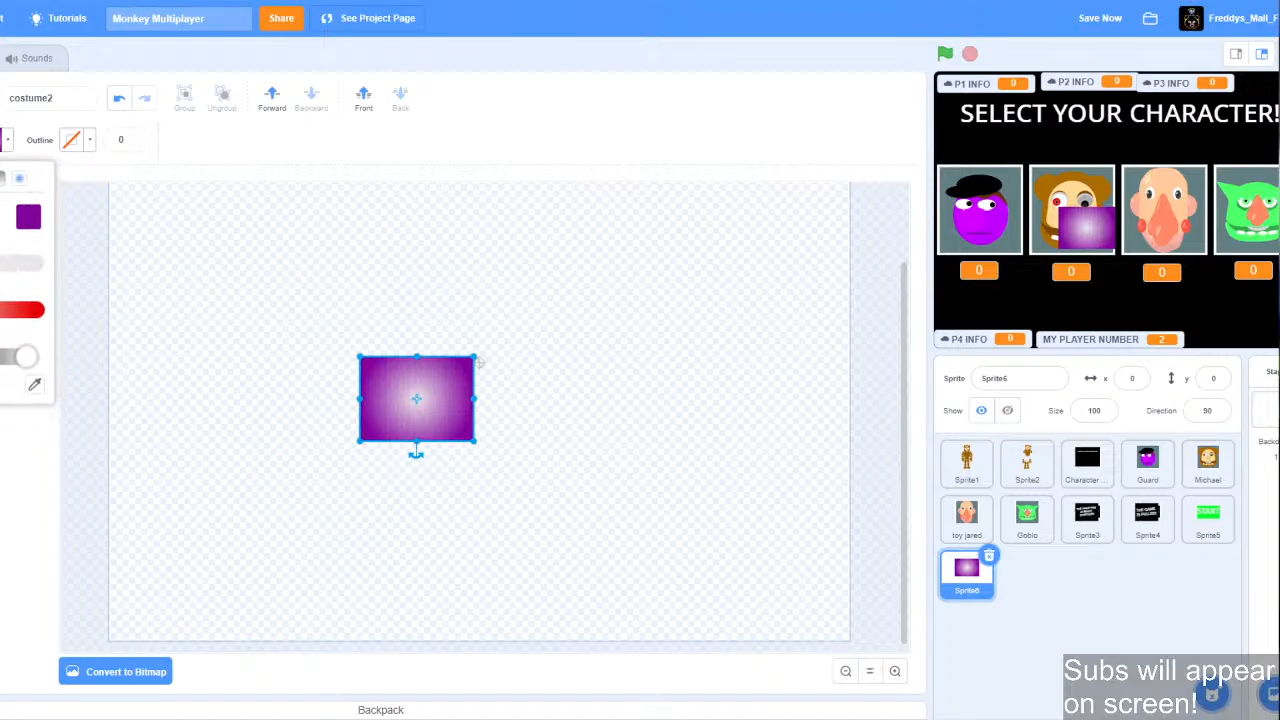 Tutorials
Monkey Multiplayer
Share
See Project Page
Save Now
Freddys_Mall_F
Sounds
costume2
Group
Ungroup
Forward
Backward
Front
Back
Outline
0
P1 INFO 0
P2 INFO 0
P3 INFO 0
SELECT YOUR CHARACTER!
0
0
0
0
P4 INFO 0
MY PLAYER NUMBER 2
Sprite
Sprite6
x
0
y
0
Show
Size
100
Direction
90
Sprite1
Sprite2
Character ...
Guard
Michael
toy jared
Goblo
Sprite3
Sprite4
START
Sprite5
Sprite6
Convert to Bitmap
Backpack
Subs will appear
on screen!